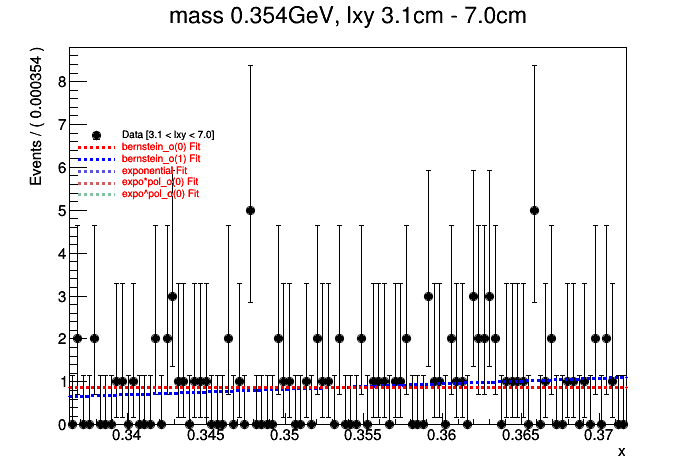 mass 0.354GeV, lxy 3.1cm - 7.0cm
Events / ( 0.000354 )
8
7
6
5
4
3
2
1
0
Data [3.1 < lxy < 7.0]
bernstein_o(0) Fit
bernstein_o(1) Fit
exponential Fit
expo*pol_o(0) Fit
expo^pol_o(0) Fit
0.34 0.345 0.35 0.355 0.36 0.365 0.37
x